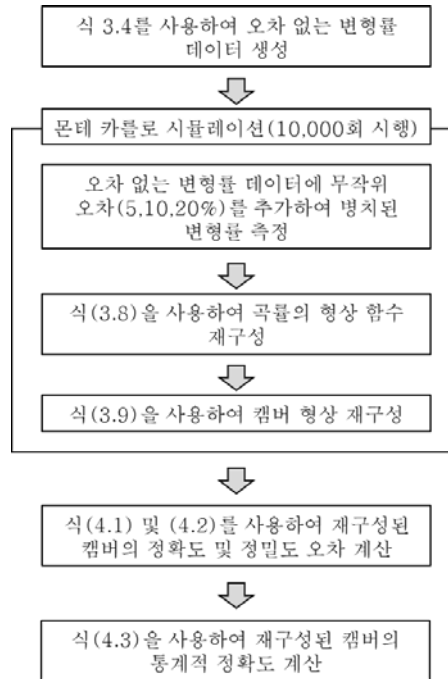 식 3.4를 사용하여 오차 없는 변형률
데이터 생성
몬테 카를로 시뮬레이션(10,000회 시행)
오차 없는 변형률 데이터에 무작위
오차(5,10,20%)를 추가하여 병치된
변형률 측정
식(3.8)을 사용하여 곡률의 형상 함수
재구성
식(3.9)을 사용하여 캠버 형상 재구성
식(4.1) 및 (4.2)를 사용하여 재구성된
캠버의 정확도 및 정밀도 오차 계산
식(4.3)을 사용하여 재구성된 캠버의
통계적 정확도 계산